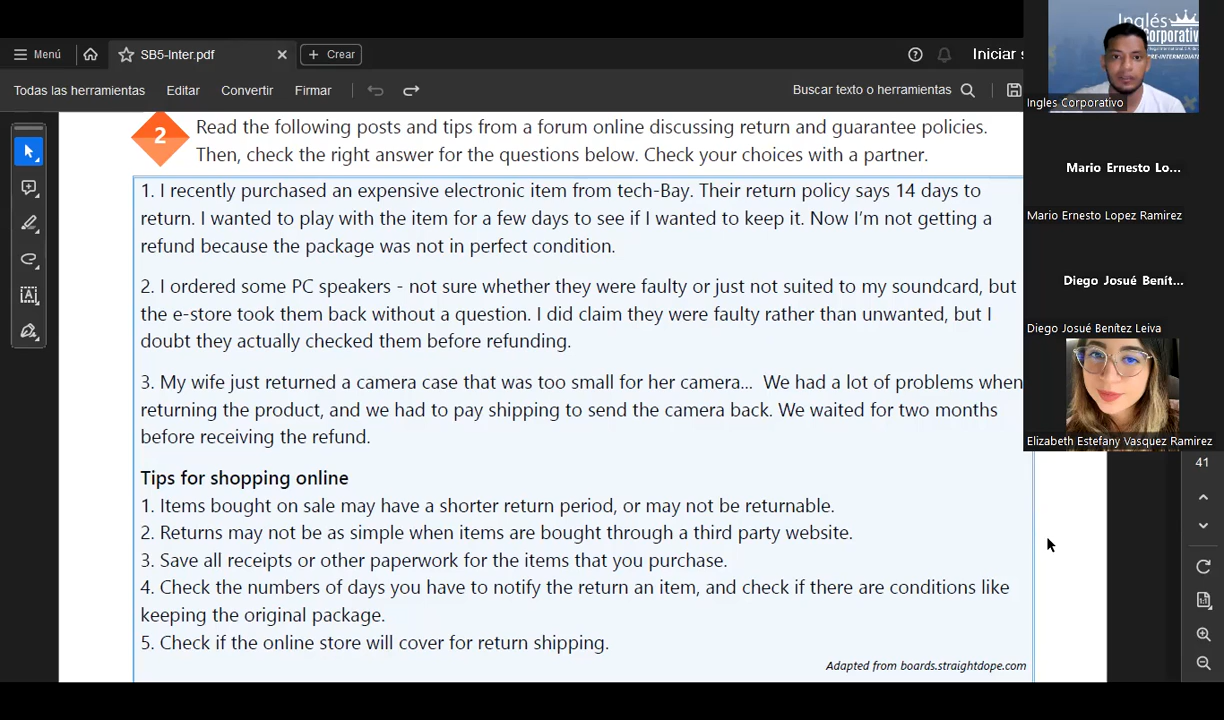 Menú
SB5-Inter.pdf
Crear
Iniciar s
Todas las herramientas
Editar
Convertir
Firmar
Buscar texto o herramientas
2
Read the following posts and tips from a forum online discussing return and guarantee policies.
Then, check the right answer for the questions below. Check your choices with a partner.
1. I recently purchased an expensive electronic item from tech-Bay. Their return policy says 14 days to
return. I wanted to play with the item for a few days to see if I wanted to keep it. Now I'm not getting a
refund because the package was not in perfect condition.
2. I ordered some PC speakers - not sure whether they were faulty or just not suited to my soundcard, but
the e-store took them back without a question. I did claim they were faulty rather than unwanted, but I
doubt they actually checked them before refunding.
3. My wife just returned a camera case that was too small for her camera... We had a lot of problems when
returning the product, and we had to pay shipping to send the camera back. We waited for two months
before receiving the refund.
Tips for shopping online
1. Items bought on sale may have a shorter return period, or may not be returnable.
2. Returns may not be as simple when items are bought through a third party website.
3. Save all receipts or other paperwork for the items that you purchase.
4. Check the numbers of days you have to notify the return an item, and check if there are conditions like
keeping the original package.
5. Check if the online store will cover for return shipping.
Adapted from boards.straightdope.com
Inglés
Corporativ
PRE-INTERMEDIATE
Ingles Corporativo
Mario Ernesto Lo...
Mario Ernesto Lopez Ramirez
Diego Josué Benít...
Diego Josué Benítez Leiva
Elizabeth Estefany Vasquez Ramirez
41